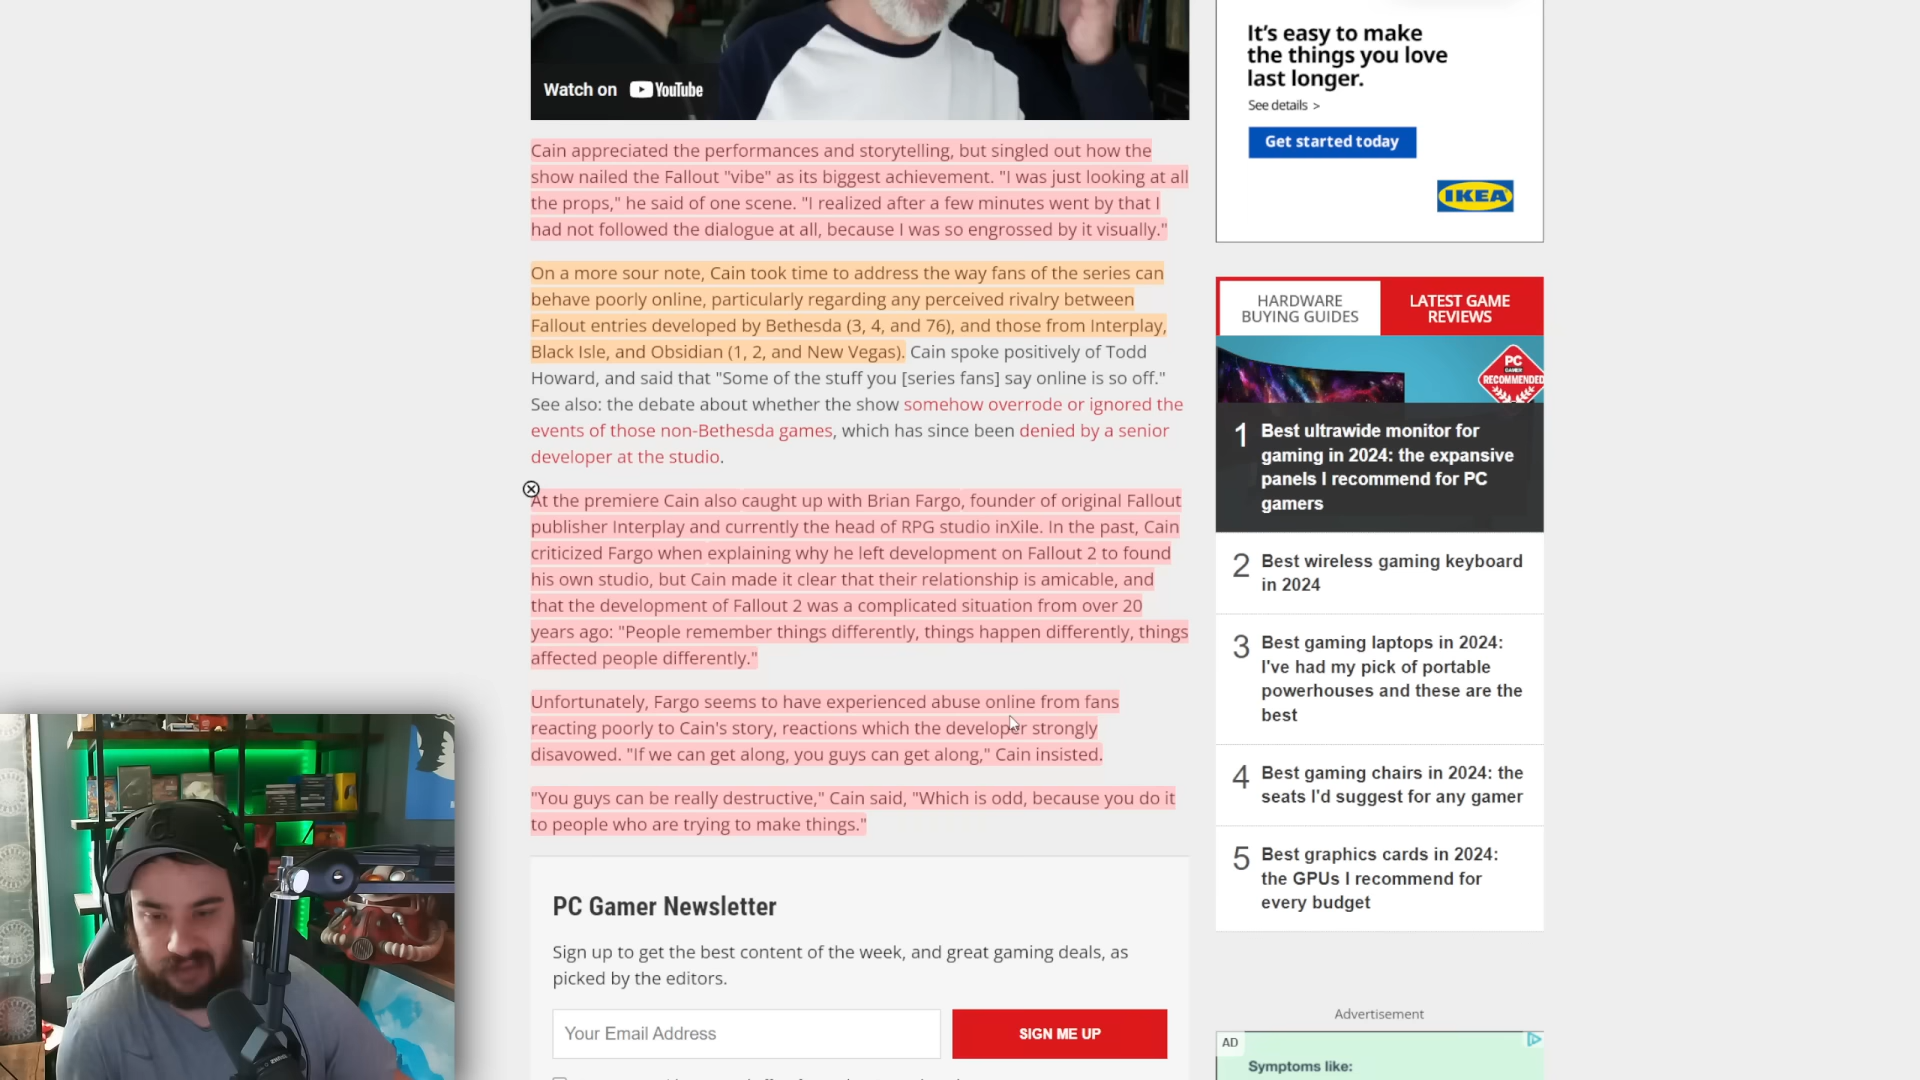 Watch on YouTube
Cain appreciated the performances and storytelling, but singled out how the
show nailed the Fallout "vibe" as its biggest achievement. "I was just looking at all
the props," he said of one scene. "I realized after a few minutes went by that I
had not followed the dialogue at all, because I was so engrossed by it visually."
On a more sour note, Cain took time to address the way fans of the series can
behave poorly online, particularly regarding any perceived rivalry between
Fallout entries developed by Bethesda (3, 4, and 76), and those from Interplay,
Black Isle, and Obsidian (1, 2, and New Vegas). Cain spoke positively of Todd
Howard, and said that "Some of the stuff you [series fans] say online is so off."
See also: the debate about whether the show somehow overrode or ignored the
events of those non-Bethesda games, which has since been denied by a senior
developer at the studio.
At the premiere Cain also caught up with Brian Fargo, founder of original Fallout
publisher Interplay and currently the head of RPG studio inXile. In the past, Cain
criticized Fargo when explaining why he left development on Fallout 2 to found
his own studio, but Cain made it clear that their relationship is amicable, and
that the development of Fallout 2 was a complicated situation from over 20
years ago: "People remember things differently, things happen differently, things
affected people differently."
Unfortunately, Fargo seems to have experienced abuse online from fans
reacting poorly to Cain's story, reactions which the developer strongly
disavowed. "If we can get along, you guys can get along," Cain insisted.
"You guys can be really destructive," Cain said, "Which is odd, because you do it
to people who are trying to make things."
PC Gamer Newsletter
Sign up to get the best content of the week, and great gaming deals, as
picked by the editors.
Your Email Address
SIGN ME UP
It's easy to make
the things you love
last longer.
See details >
Get started today
IKEA
HARDWARE
BUYING GUIDES
LATEST GAME
REVIEWS
PC
GAMER
RECOMMENDED
1 Best ultrawide monitor for
gaming in 2024: the expansive
panels I recommend for PC
gamers
2 Best wireless gaming keyboard
in 2024
3 Best gaming laptops in 2024:
I've had my pick of portable
powerhouses and these are the
best
4 Best gaming chairs in 2024: the
seats I'd suggest for any gamer
5 Best graphics cards in 2024:
the GPUs I recommend for
every budget
Advertisement
AD
Symptoms like: